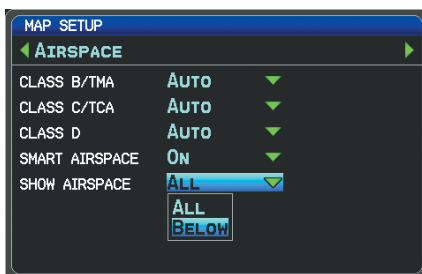 MAP SETUP
AIRSPACE
CLASS B/TMA AUTO
CLASS C/TCA AUTO
CLASS D AUTO
SMART AIRSPACE ON
SHOW AIRSPACE ALL
ALL
BELOW